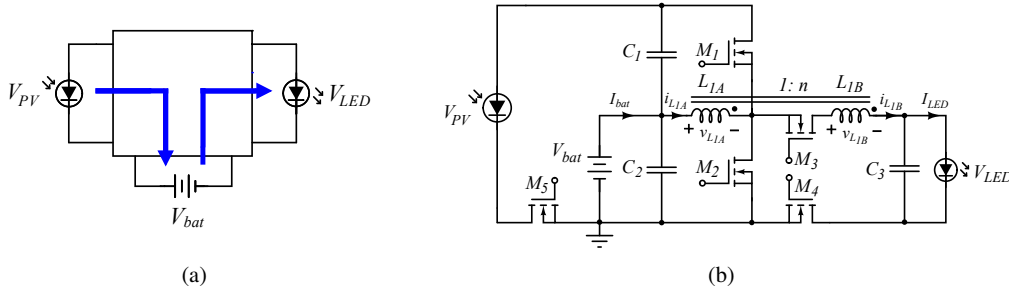 V_PV
V_LED
V_bat
(a)
C_1
M_1
L_1A
1: n
L_1B
V_PV
I_bat
i_L1A
i_L1B
I_LED
+ v_L1A −
+ v_L1B −
V_bat
C_2
M_2
M_3
C_3
V_LED
M_5
M_4
(b)